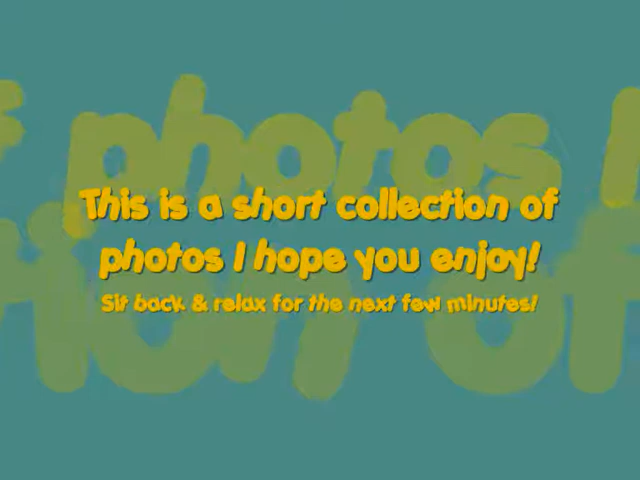 This is a short collection of
photos I hope you enjoy!
Sit back & relax for the next few minutes!